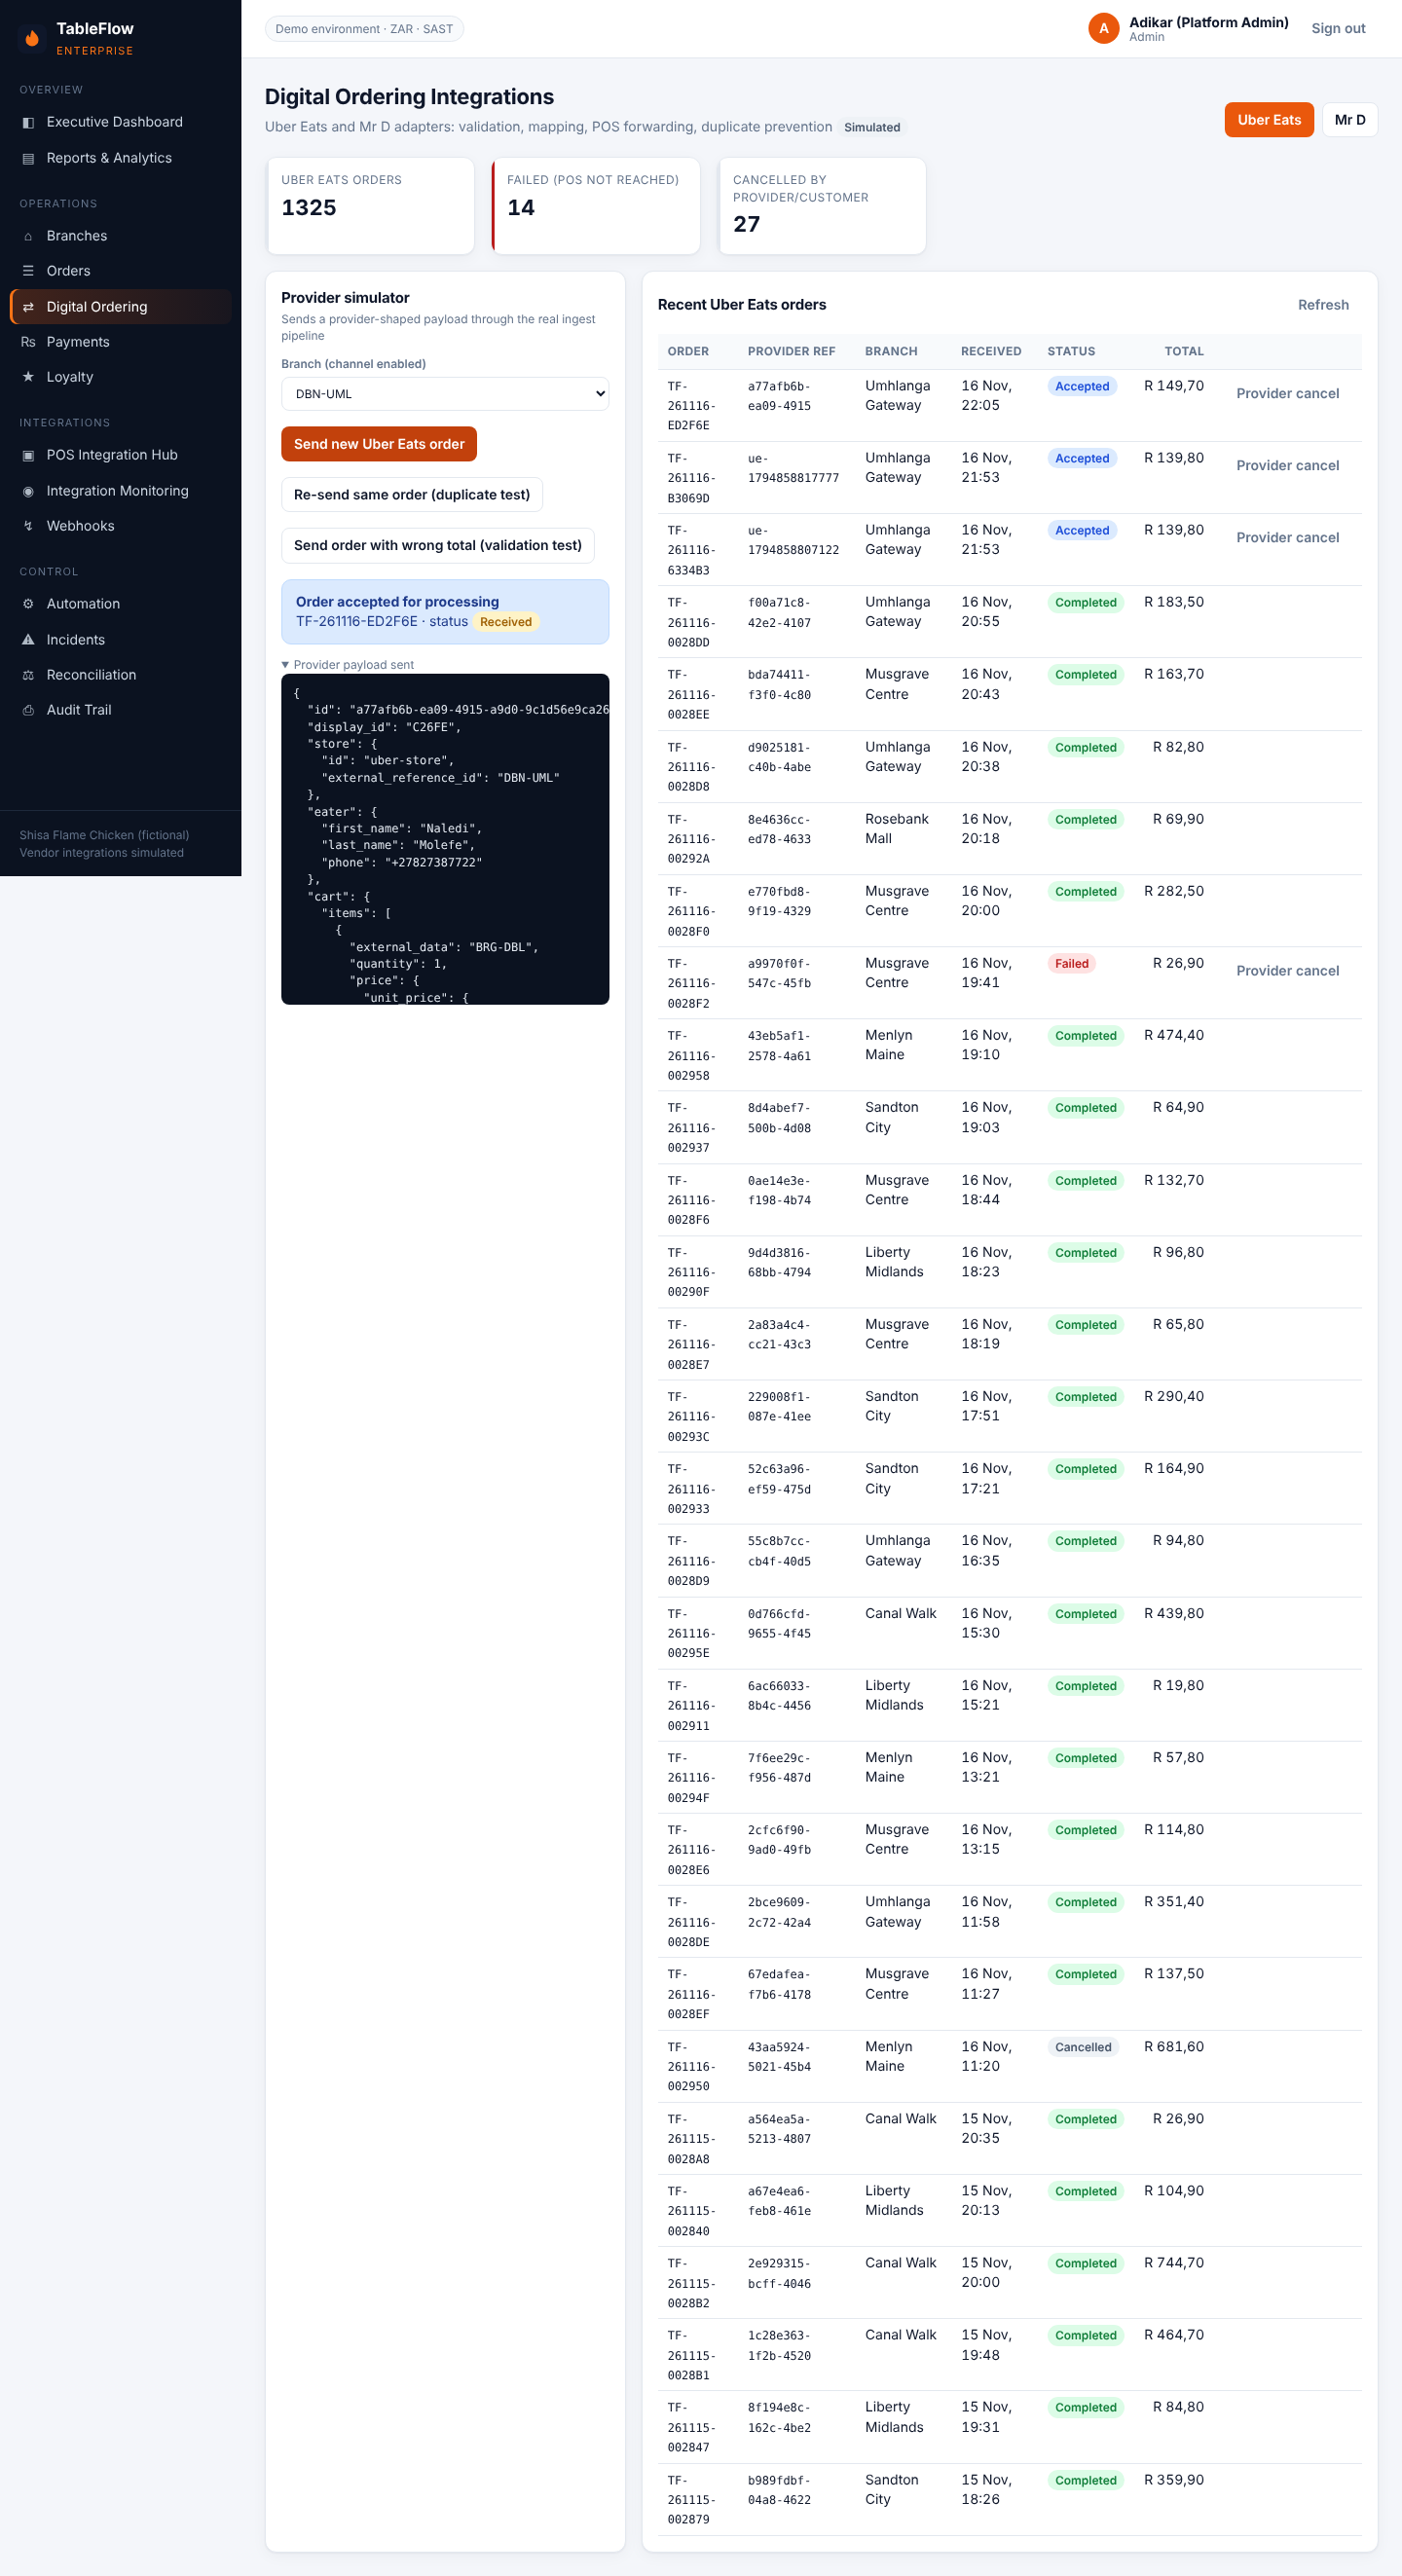 TableFlow
ENTERPRISE
OVERVIEW
Executive Dashboard
Reports & Analytics
OPERATIONS
Branches
Orders
Digital Ordering
₨ Payments
Loyalty
INTEGRATIONS
POS Integration Hub
Integration Monitoring
Webhooks
CONTROL
Automation
Incidents
Reconciliation
Audit Trail
Shisa Flame Chicken (fictional)
Vendor integrations simulated
Demo environment · ZAR · SAST
A
Adikar (Platform Admin)
Admin
Sign out
Digital Ordering Integrations
Uber Eats and Mr D adapters: validation, mapping, POS forwarding, duplicate prevention Simulated
Uber Eats
Mr D
UBER EATS ORDERS
1325
FAILED (POS NOT REACHED)
14
CANCELLED BY
PROVIDER/CUSTOMER
27
Provider simulator
Sends a provider-shaped payload through the real ingest
pipeline
Branch (channel enabled)
DBN-UML
Send new Uber Eats order
Re-send same order (duplicate test)
Send order with wrong total (validation test)
Order accepted for processing
TF-261116-ED2F6E · status Received
▼ Provider payload sent
{
"id": "a77afb6b-ea09-4915-a9d0-9c1d56e9ca26
"display_id": "C26FE",
"store": {
"id": "uber-store",
"external_reference_id": "DBN-UML"
},
"eater": {
"first_name": "Naledi",
"last_name": "Molefe",
"phone": "+27827387722"
},
"cart": {
"items": [
{
"external_data": "BRG-DBL",
"quantity": 1,
"price": {
"unit_price": {
Recent Uber Eats orders
Refresh
ORDER PROVIDER REF BRANCH RECEIVED STATUS TOTAL
TF- a77afb6b- Umhlanga 16 Nov, Accepted R 149,70 Provider cancel
261116- ea09-4915 Gateway 22:05
ED2F6E
TF- ue- Umhlanga 16 Nov, Accepted R 139,80 Provider cancel
261116- 1794858817777 Gateway 21:53
B3069D
TF- ue- Umhlanga 16 Nov, Accepted R 139,80 Provider cancel
261116- 1794858807122 Gateway 21:53
6334B3
TF- f00a71c8- Umhlanga 16 Nov, Completed R 183,50
261116- 42e2-4107 Gateway 20:55
0028DD
TF- bda74411- Musgrave 16 Nov, Completed R 163,70
261116- f3f0-4c80 Centre 20:43
0028EE
TF- d9025181- Umhlanga 16 Nov, Completed R 82,80
261116- c40b-4abe Gateway 20:38
0028D8
TF- 8e4636cc- Rosebank 16 Nov, Completed R 69,90
261116- ed78-4633 Mall 20:18
00292A
TF- e770fbd8- Musgrave 16 Nov, Completed R 282,50
261116- 9f19-4329 Centre 20:00
0028F0
TF- a9970f0f- Musgrave 16 Nov, Failed R 26,90 Provider cancel
261116- 547c-45fb Centre 19:41
0028F2
TF- 43eb5af1- Menlyn 16 Nov, Completed R 474,40
261116- 2578-4a61 Maine 19:10
002958
TF- 8d4abef7- Sandton 16 Nov, Completed R 64,90
261116- 500b-4d08 City 19:03
002937
TF- 0ae14e3e- Musgrave 16 Nov, Completed R 132,70
261116- f198-4b74 Centre 18:44
0028F6
TF- 9d4d3816- Liberty 16 Nov, Completed R 96,80
261116- 68bb-4794 Midlands 18:23
00290F
TF- 2a83a4c4- Musgrave 16 Nov, Completed R 65,80
261116- cc21-43c3 Centre 18:19
0028E7
TF- 229008f1- Sandton 16 Nov, Completed R 290,40
261116- 087e-41ee City 17:51
00293C
TF- 52c63a96- Sandton 16 Nov, Completed R 164,90
261116- ef59-475d City 17:21
002933
TF- 55c8b7cc- Umhlanga 16 Nov, Completed R 94,80
261116- cb4f-40d5 Gateway 16:35
0028D9
TF- 0d766cfd- Canal Walk 16 Nov, Completed R 439,80
261116- 9655-4f45 15:30
00295E
TF- 6ac66033- Liberty 16 Nov, Completed R 19,80
261116- 8b4c-4456 Midlands 15:21
002911
TF- 7f6ee29c- Menlyn 16 Nov, Completed R 57,80
261116- f956-487d Maine 13:21
00294F
TF- 2cfc6f90- Musgrave 16 Nov, Completed R 114,80
261116- 9ad0-49fb Centre 13:15
0028E6
TF- 2bce9609- Umhlanga 16 Nov, Completed R 351,40
261116- 2c72-42a4 Gateway 11:58
0028DE
TF- 67edafea- Musgrave 16 Nov, Completed R 137,50
261116- f7b6-4178 Centre 11:27
0028EF
TF- 43aa5924- Menlyn 16 Nov, Cancelled R 681,60
261116- 5021-45b4 Maine 11:20
002950
TF- a564ea5a- Canal Walk 15 Nov, Completed R 26,90
261115- 5213-4807 20:35
0028A8
TF- a67e4ea6- Liberty 15 Nov, Completed R 104,90
261115- feb8-461e Midlands 20:13
002840
TF- 2e929315- Canal Walk 15 Nov, Completed R 744,70
261115- bcff-4046 20:00
0028B2
TF- 1c28e363- Canal Walk 15 Nov, Completed R 464,70
261115- 1f2b-4520 19:48
0028B1
TF- 8f194e8c- Liberty 15 Nov, Completed R 84,80
261115- 162c-4be2 Midlands 19:31
002847
TF- b989fdbf- Sandton 15 Nov, Completed R 359,90
261115- 04a8-4622 City 18:26
002879